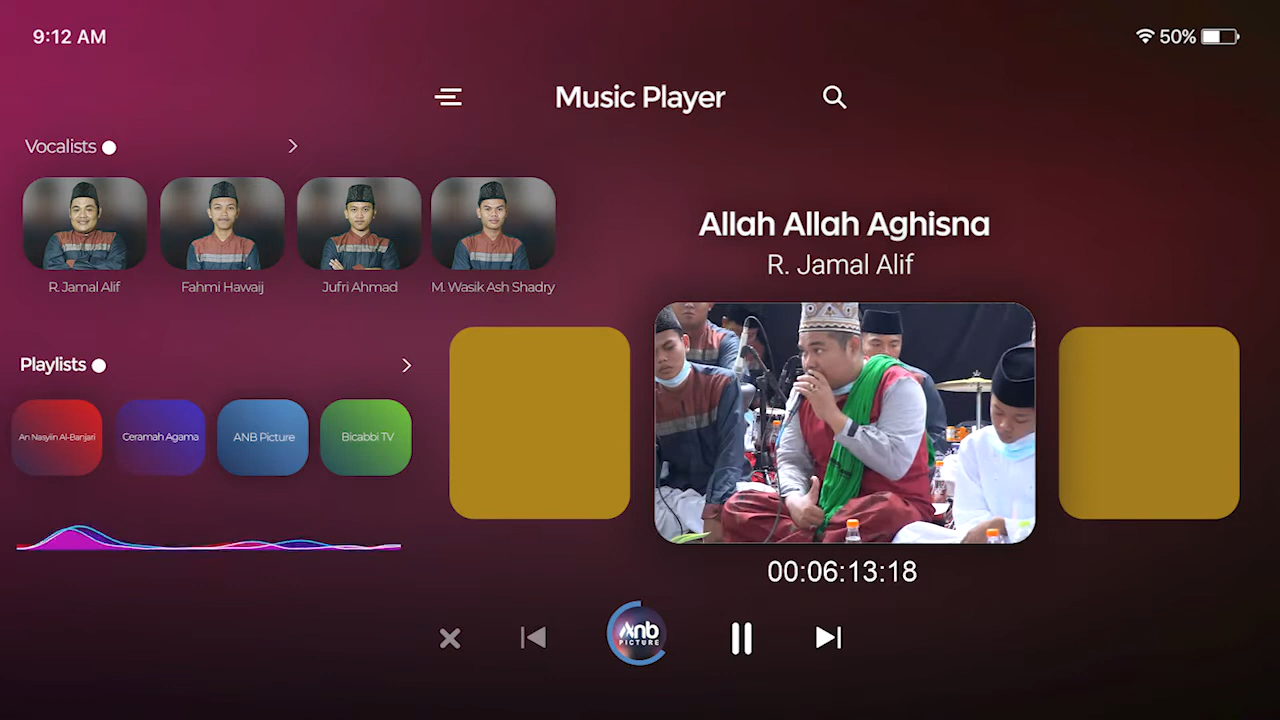 9:12 AM
50%
Music Player
Vocalists
R. Jamal Alif
Fahmi Hawaij
Jufri Ahmad
M. Wasik Ash Shadry
Allah Allah Aghisna
R. Jamal Alif
Playlists
An Nasyiin Al-Banjari
Ceramah Agama
ANB Picture
Bicabbi TV
00:06:13:18
Anb
PICTURE